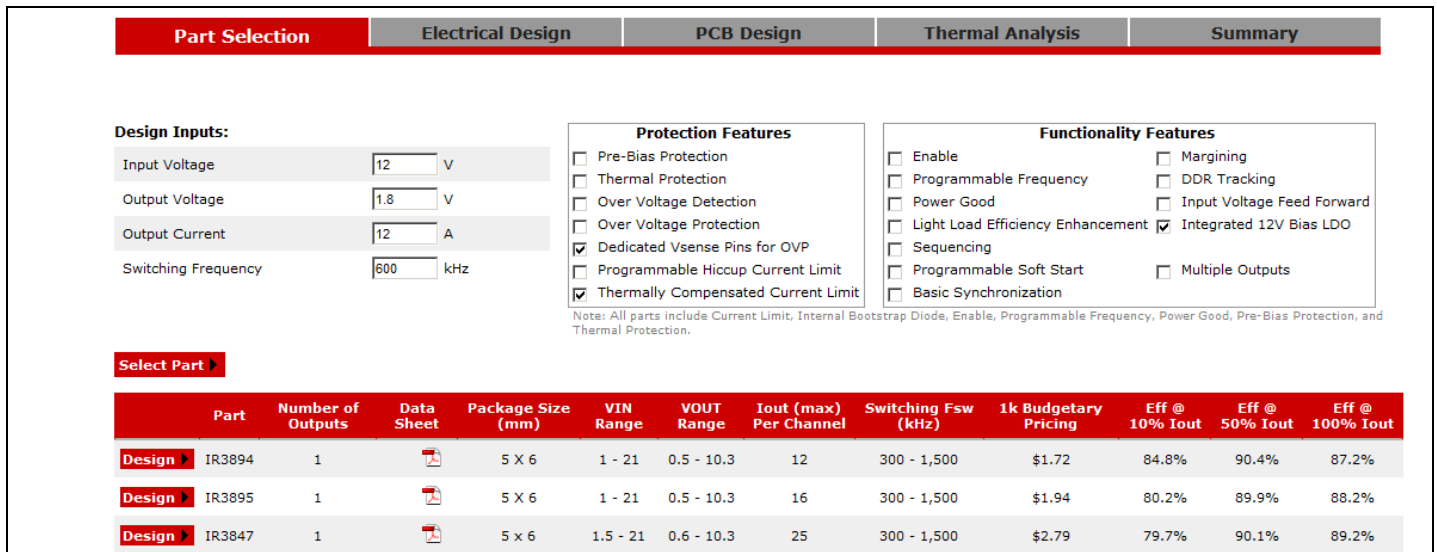 Part Selection Electrical Design PCB Design Thermal Analysis Summary
Design Inputs:
Input Voltage 12 V
Output Voltage 1.8 V
Output Current 12 A
Switching Frequency 600 kHz
Protection Features
Pre-Bias Protection
Thermal Protection
Over Voltage Detection
Over Voltage Protection
Dedicated Vsense Pins for OVP
Programmable Hiccup Current Limit
Thermally Compensated Current Limit
Functionality Features
Enable Margining
Programmable Frequency DDR Tracking
Power Good Input Voltage Feed Forward
Light Load Efficiency Enhancement Integrated 12V Bias LDO
Sequencing
Programmable Soft Start Multiple Outputs
Basic Synchronization
Note: All parts include Current Limit, Internal Bootstrap Diode, Enable, Programmable Frequency, Power Good, Pre-Bias Protection, and
Thermal Protection.
Select Part
Part Number of Outputs Data Sheet Package Size (mm) VIN Range VOUT Range Iout (max) Per Channel Switching Fsw (kHz) 1k Budgetary Pricing Eff @ 10% Iout Eff @ 50% Iout Eff @ 100% Iout
Design IR3894 1 5 X 6 1 - 21 0.5 - 10.3 12 300 - 1,500 $1.72 84.8% 90.4% 87.2%
Design IR3895 1 5 X 6 1 - 21 0.5 - 10.3 16 300 - 1,500 $1.94 80.2% 89.9% 88.2%
Design IR3847 1 5 x 6 1.5 - 21 0.6 - 10.3 25 300 - 1,500 $2.79 79.7% 90.1% 89.2%